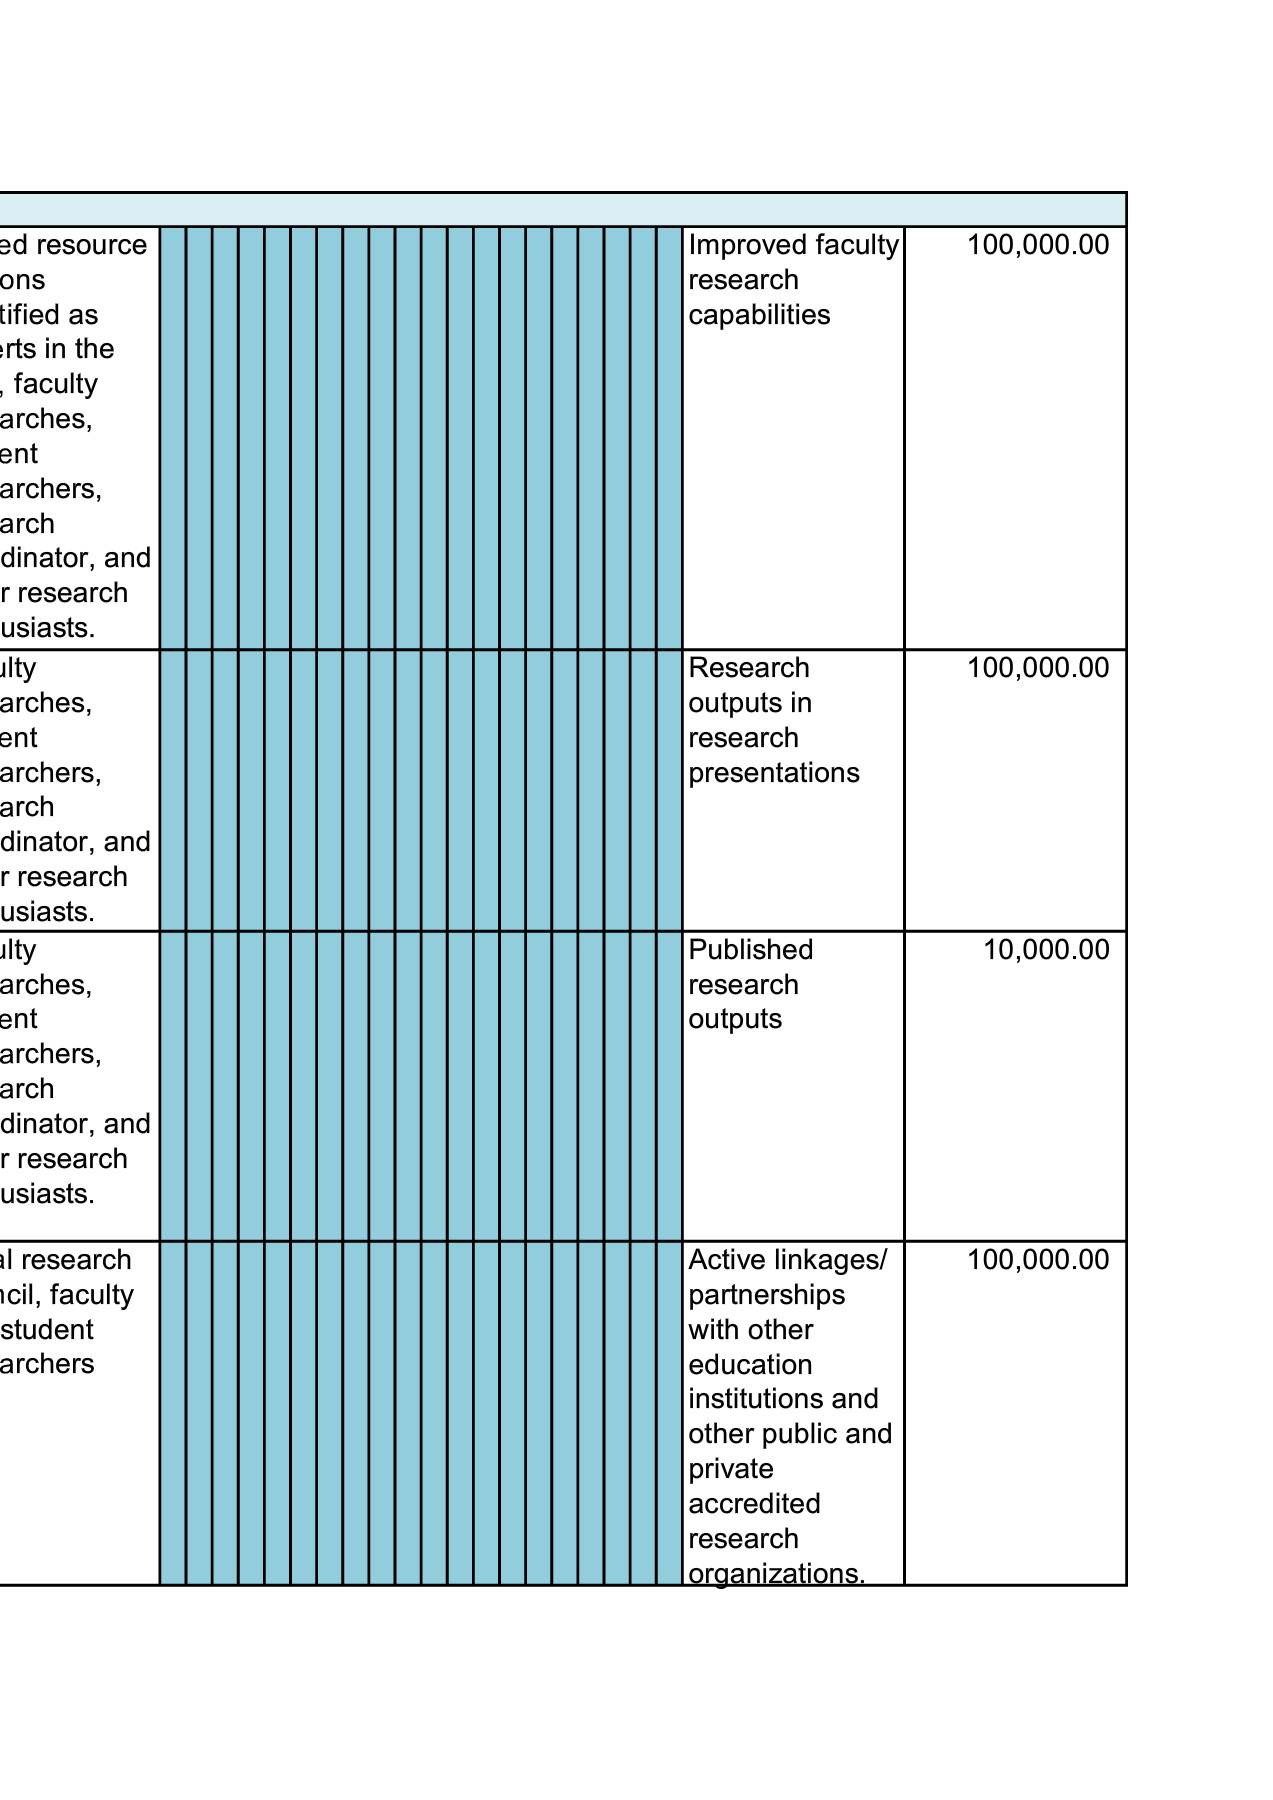 ed resource
ons
tified as
erts in the
, faculty
arches,
ent
archers,
arch
dinator, and
r research
usiasts.
Improved faculty
research
capabilities
100,000.00
ulty
arches,
ent
archers,
arch
dinator, and
r research
usiasts.
Research
outputs in
research
presentations
100,000.00
ulty
arches,
ent
archers,
arch
dinator, and
r research
usiasts.
Published
research
outputs
10,000.00
al research
ncil, faculty
student
archers
Active linkages/
partnerships
with other
education
institutions and
other public and
private
accredited
research
organizations.
100,000.00